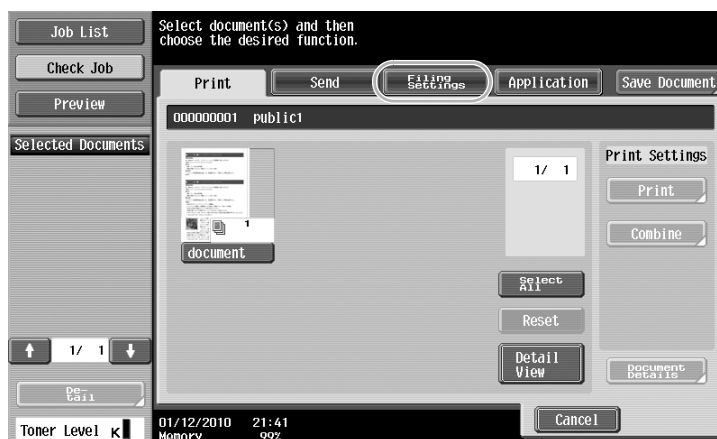 Job List
Check Job
Preview
Selected Documents
1/ 1
De-
tail
Toner Level K
Select document(s) and then
choose the desired function.
Print
Send
Filing
Settings
Application
Save Document
000000001 public1
1
document
1/ 1
Select
All
Reset
Detail
View
Print Settings
Print
Combine
Document
Details
01/12/2010 21:41
Memory 99%
Cancel